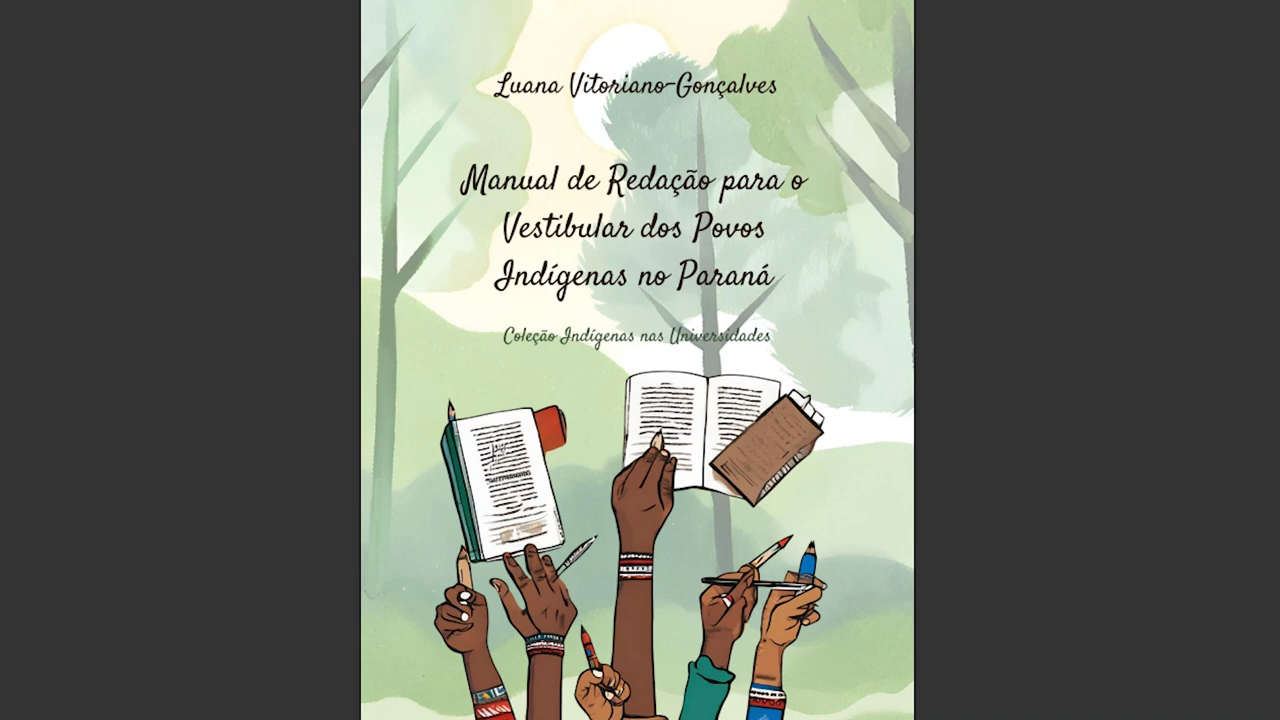 Luana Vitoriano-Gonçalves
Manual de Redação para o
Vestibular dos Povos
Indígenas no Paraná
Coleção Indígenas nas Universidades